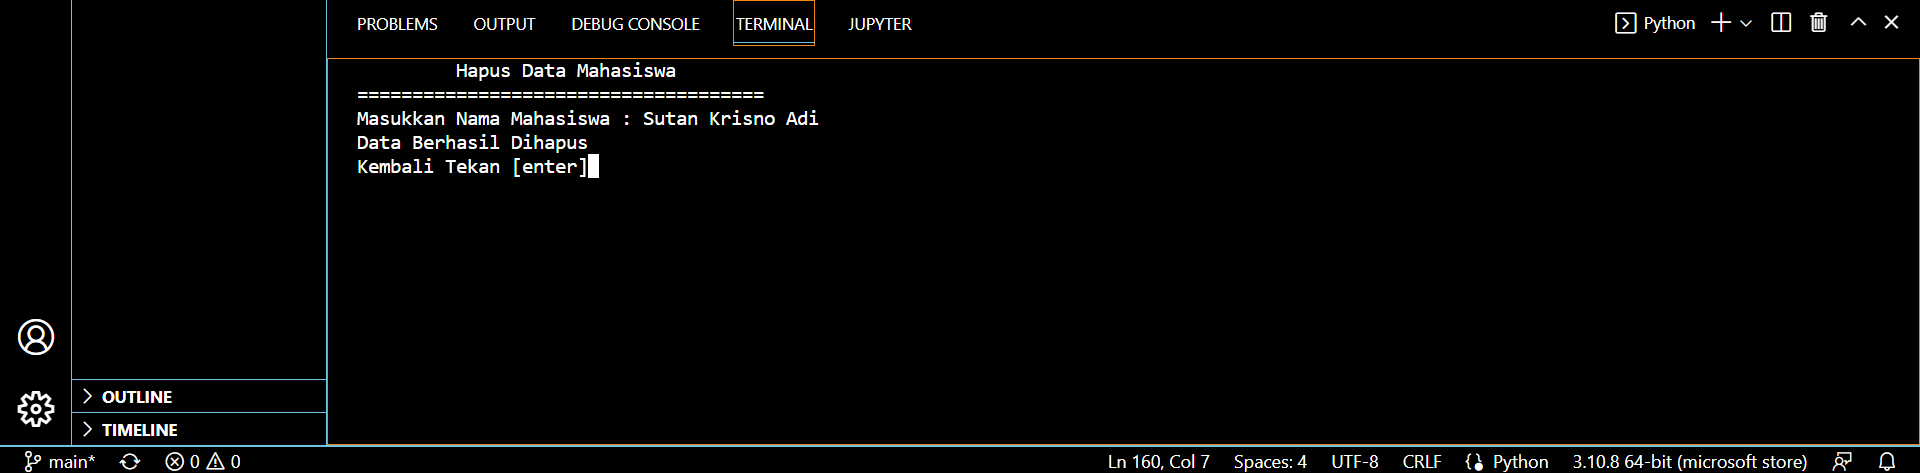 PROBLEMS OUTPUT DEBUG CONSOLE TERMINAL JUPYTER Python
Hapus Data Mahasiswa
=====================================
Masukkan Nama Mahasiswa : Sutan Krisno Adi
Data Berhasil Dihapus
Kembali Tekan [enter]
OUTLINE
TIMELINE
main* 0 0 Ln 160, Col 7 Spaces: 4 UTF-8 CRLF Python 3.10.8 64-bit (microsoft store)